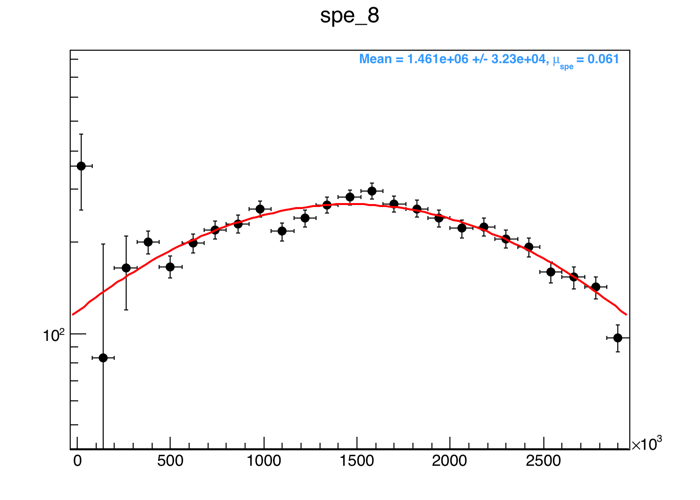 spe_8
Mean = 1.461e+06 +/- 3.23e+04, μspe = 0.061
10²
0 500 1000 1500 2000 2500 ×10³